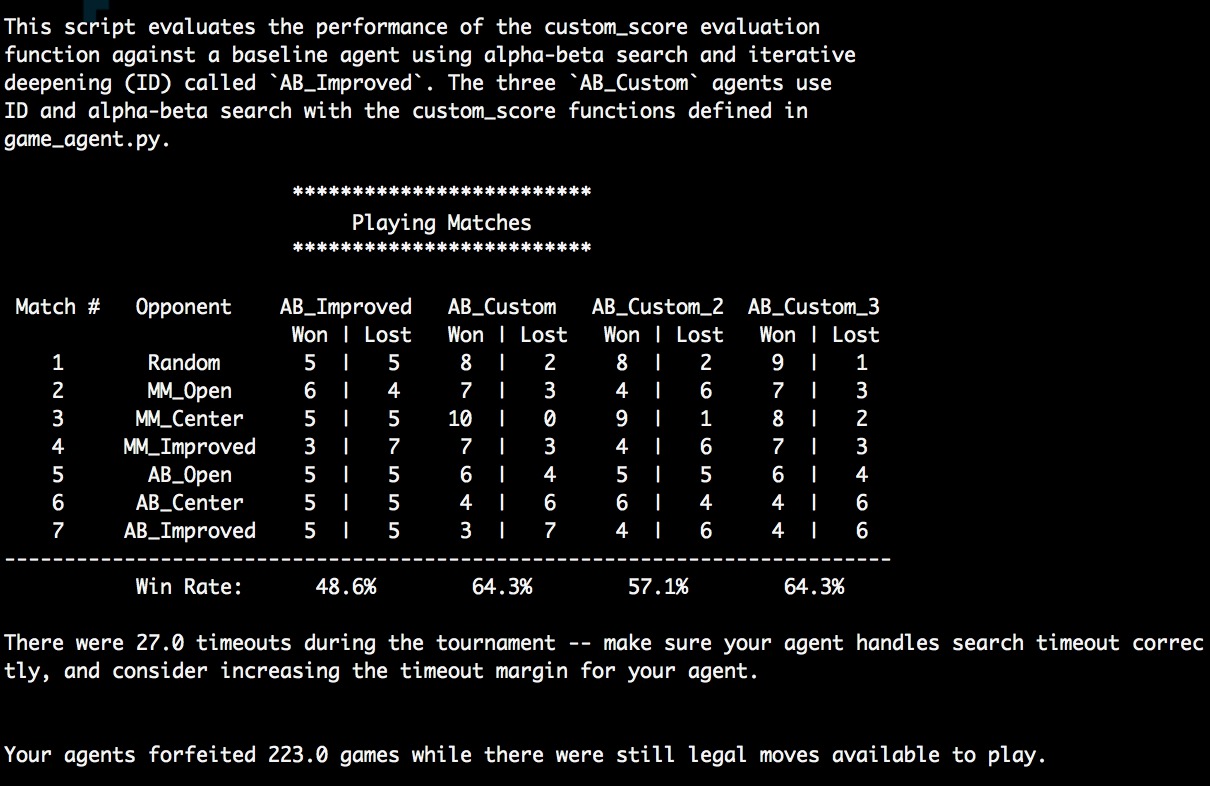 This script evaluates the performance of the custom_score evaluation
function against a baseline agent using alpha-beta search and iterative
deepening (ID) called `AB_Improved`. The three `AB_Custom` agents use
ID and alpha-beta search with the custom_score functions defined in
game_agent.py.
*************************
Playing Matches
*************************
Match # Opponent AB_Improved AB_Custom AB_Custom_2 AB_Custom_3
Won | Lost Won | Lost Won | Lost Won | Lost
1 Random 5 | 5 8 | 2 8 | 2 9 | 1
2 MM_Open 6 | 4 7 | 3 4 | 6 7 | 3
3 MM_Center 5 | 5 10 | 0 9 | 1 8 | 2
4 MM_Improved 3 | 7 7 | 3 4 | 6 7 | 3
5 AB_Open 5 | 5 6 | 4 5 | 5 6 | 4
6 AB_Center 5 | 5 4 | 6 6 | 4 4 | 6
7 AB_Improved 5 | 5 3 | 7 4 | 6 4 | 6
--------------------------------------------------------------------------
Win Rate: 48.6% 64.3% 57.1% 64.3%
There were 27.0 timeouts during the tournament -- make sure your agent handles search timeout correc
tly, and consider increasing the timeout margin for your agent.
Your agents forfeited 223.0 games while there were still legal moves available to play.